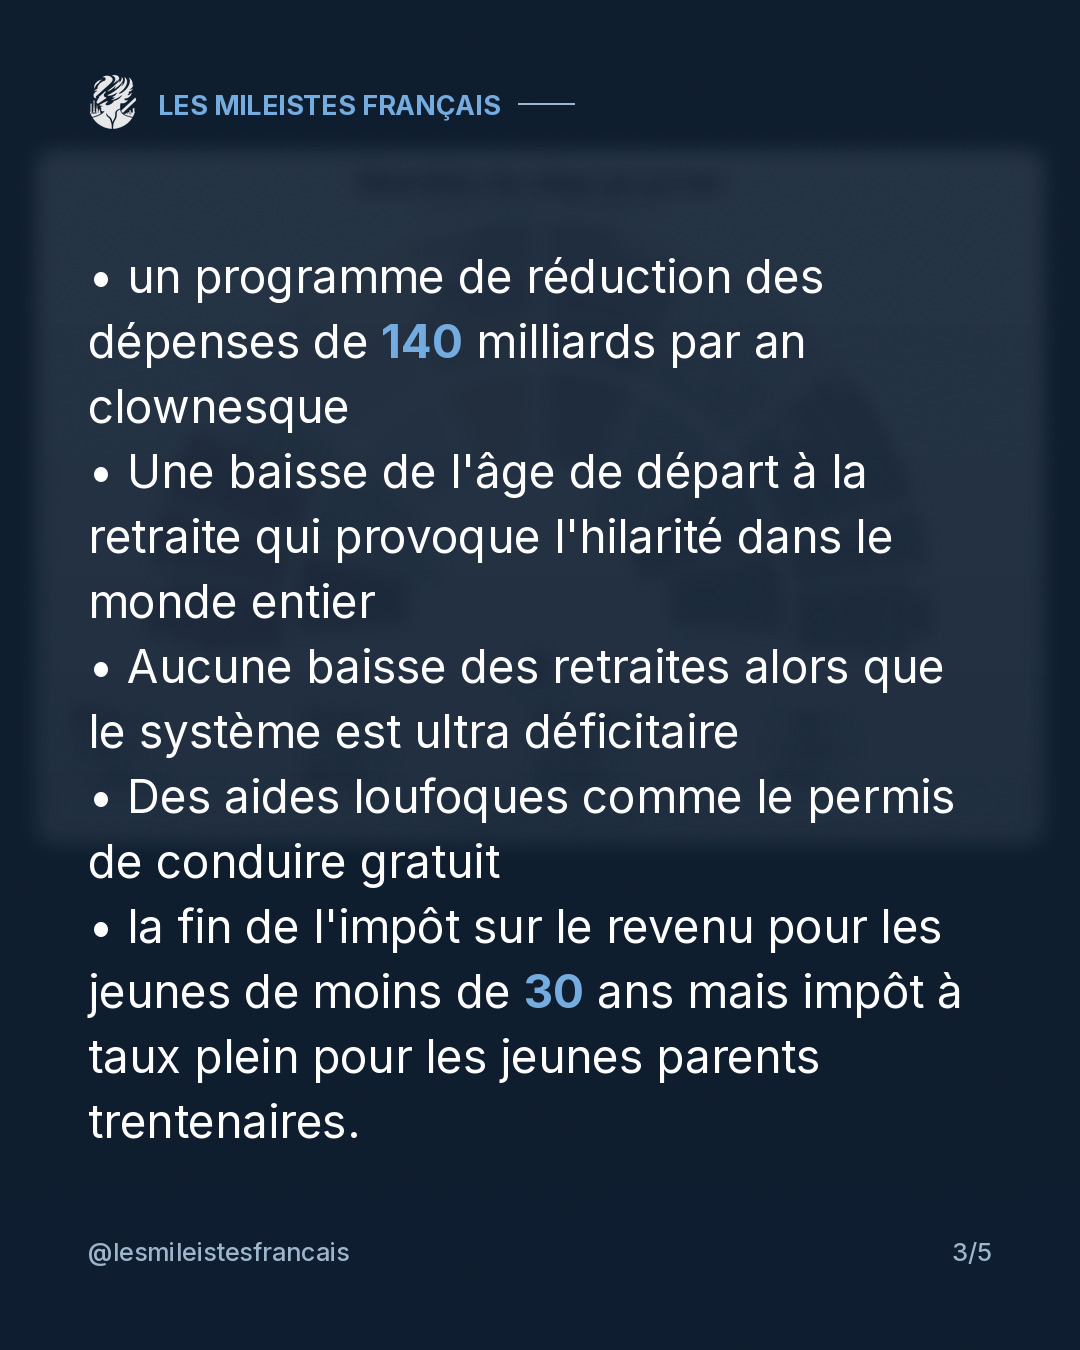 LES MILEISTES FRANÇAIS
• un programme de réduction des
dépenses de 140 milliards par an
clownesque
• Une baisse de l'âge de départ à la
retraite qui provoque l'hilarité dans le
monde entier
• Aucune baisse des retraites alors que
le système est ultra déficitaire
• Des aides loufoques comme le permis
de conduire gratuit
• la fin de l'impôt sur le revenu pour les
jeunes de moins de 30 ans mais impôt à
taux plein pour les jeunes parents
trentenaires.
@lesmileistesfrancais
3/5